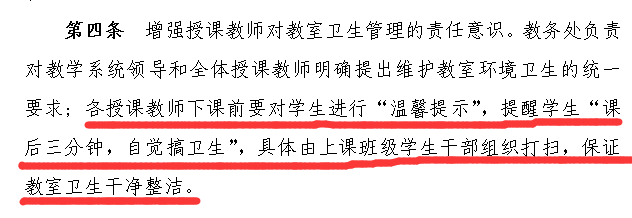 第四条 增强授课教师对教室卫生管理的责任意识。教务处负责
对教学系统领导和全体授课教师明确提出维护教室环境卫生的统一
要求；各授课教师下课前要对学生进行“温馨提示”，提醒学生“课
后三分钟，自觉搞卫生”，具体由上课班级学生干部组织打扫，保证
教室卫生干净整洁。